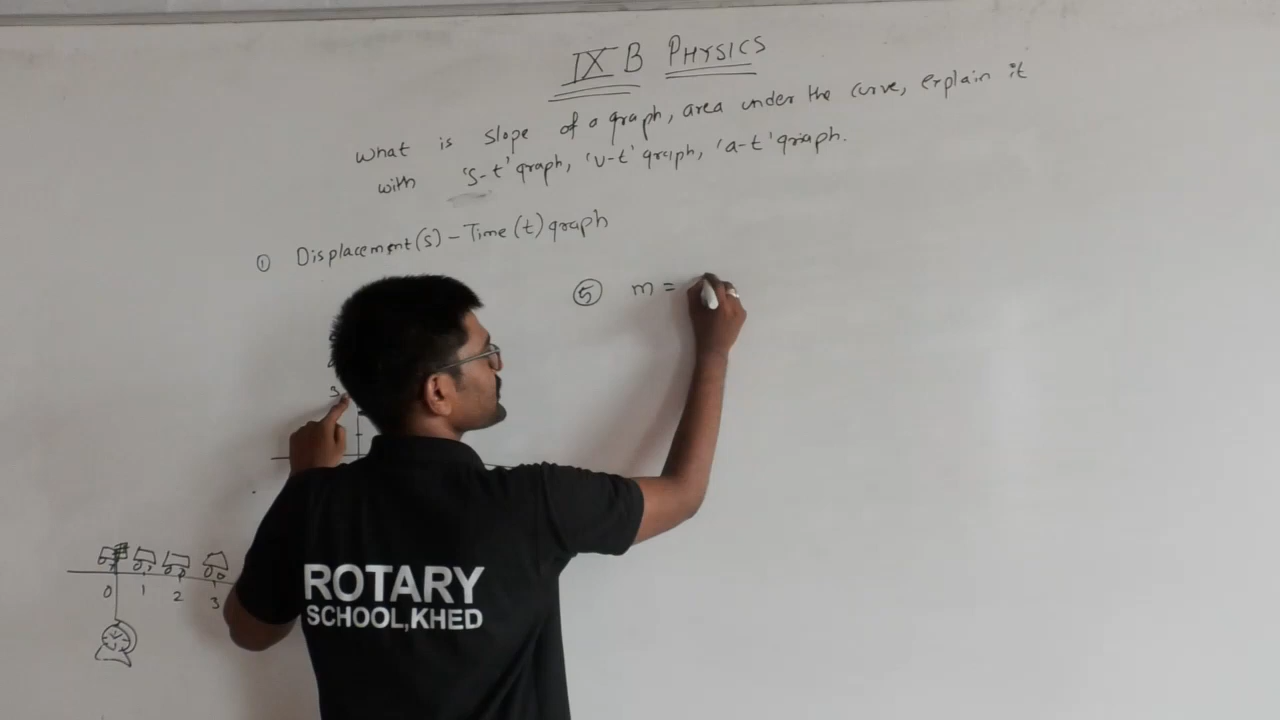 IX B PHYSICS
What is slope of a graph, area under the curve, explain it
with 's-t' graph, 'v-t' graph, 'a-t' graph.
① Displacement(s) - Time(t) graph
⑤ m =
3
0 1 2 3
ROTARY
SCHOOL,KHED